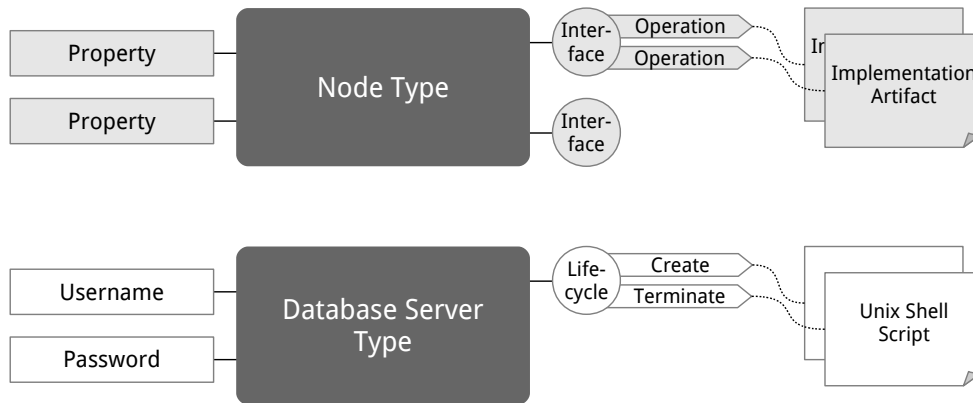 Property
Property
Node Type
Inter-
face
Operation
Operation
Inter-
face
Implementation
Artifact
Username
Password
Database Server
Type
Life-
cycle
Create
Terminate
Unix Shell
Script